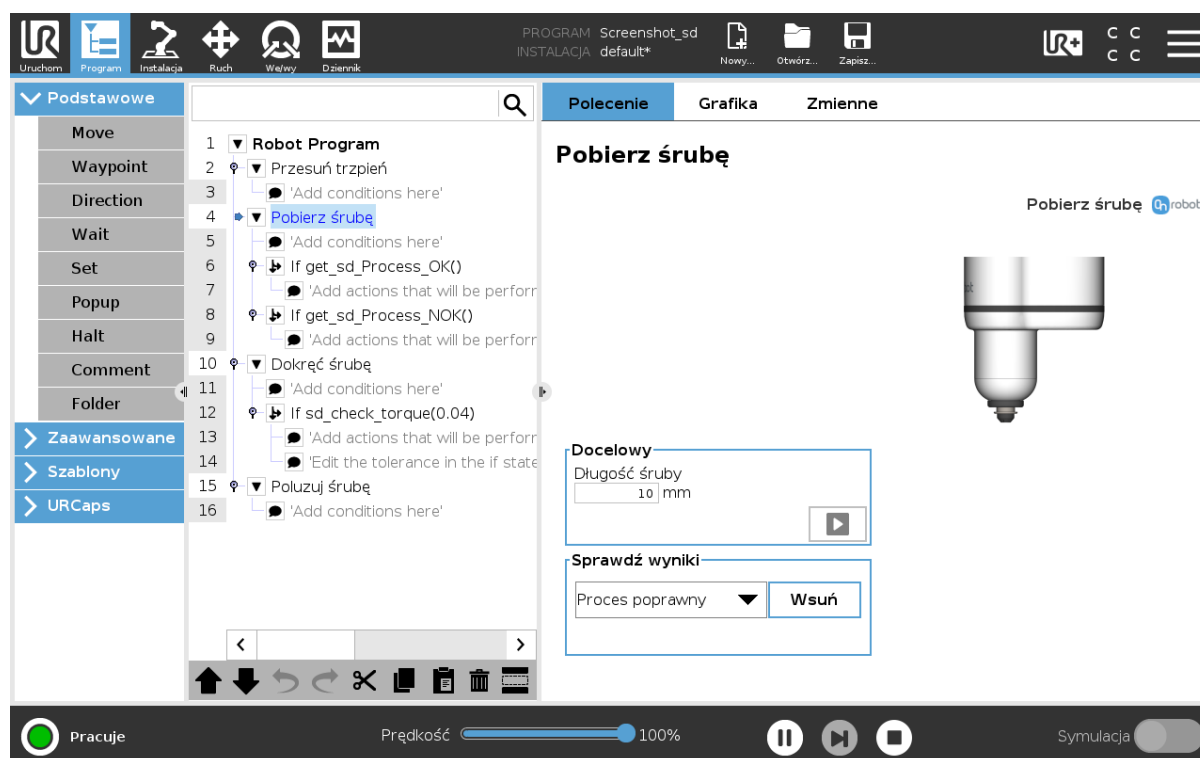 PROGRAM Screenshot_sd
INSTALACJA default*
UR+
C C
C C
Uruchom Program Instalacja Ruch We/wy Dziennik Nowy... Otwórz... Zapisz...
Podstawowe
Move
Waypoint
Direction
Wait
Set
Popup
Halt
Comment
Folder
Zaawansowane
Szablony
URCaps
1 Robot Program
2 Przesuń trzpień
3 'Add conditions here'
4 Pobierz śrubę
5 'Add conditions here'
6 If get_sd_Process_OK()
7 'Add actions that will be perforr
8 If get_sd_Process_NOK()
9 'Add actions that will be perforr
10 Dokręć śrubę
11 'Add conditions here'
12 If sd_check_torque(0.04)
13 'Add actions that will be perforr
14 'Edit the tolerance in the if state
15 Poluzuj śrubę
16 'Add conditions here'
Polecenie Grafika Zmienne
Pobierz śrubę
Pobierz śrubę OnRobot
Docelowy
Długość śruby
10 mm
Sprawdź wyniki
Proces poprawny Wsuń
Pracuje Prędkość 100% Symulacja